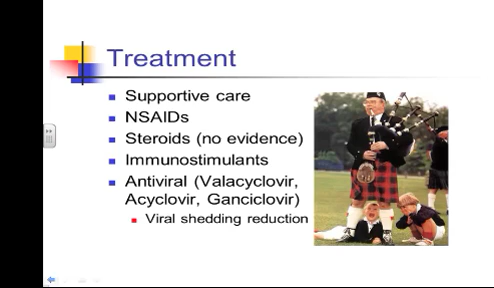 Treatment
Supportive care
NSAIDs
Steroids (no evidence)
Immunostimulants
Antiviral (Valacyclovir,
Acyclovir, Ganciclovir)
Viral shedding reduction